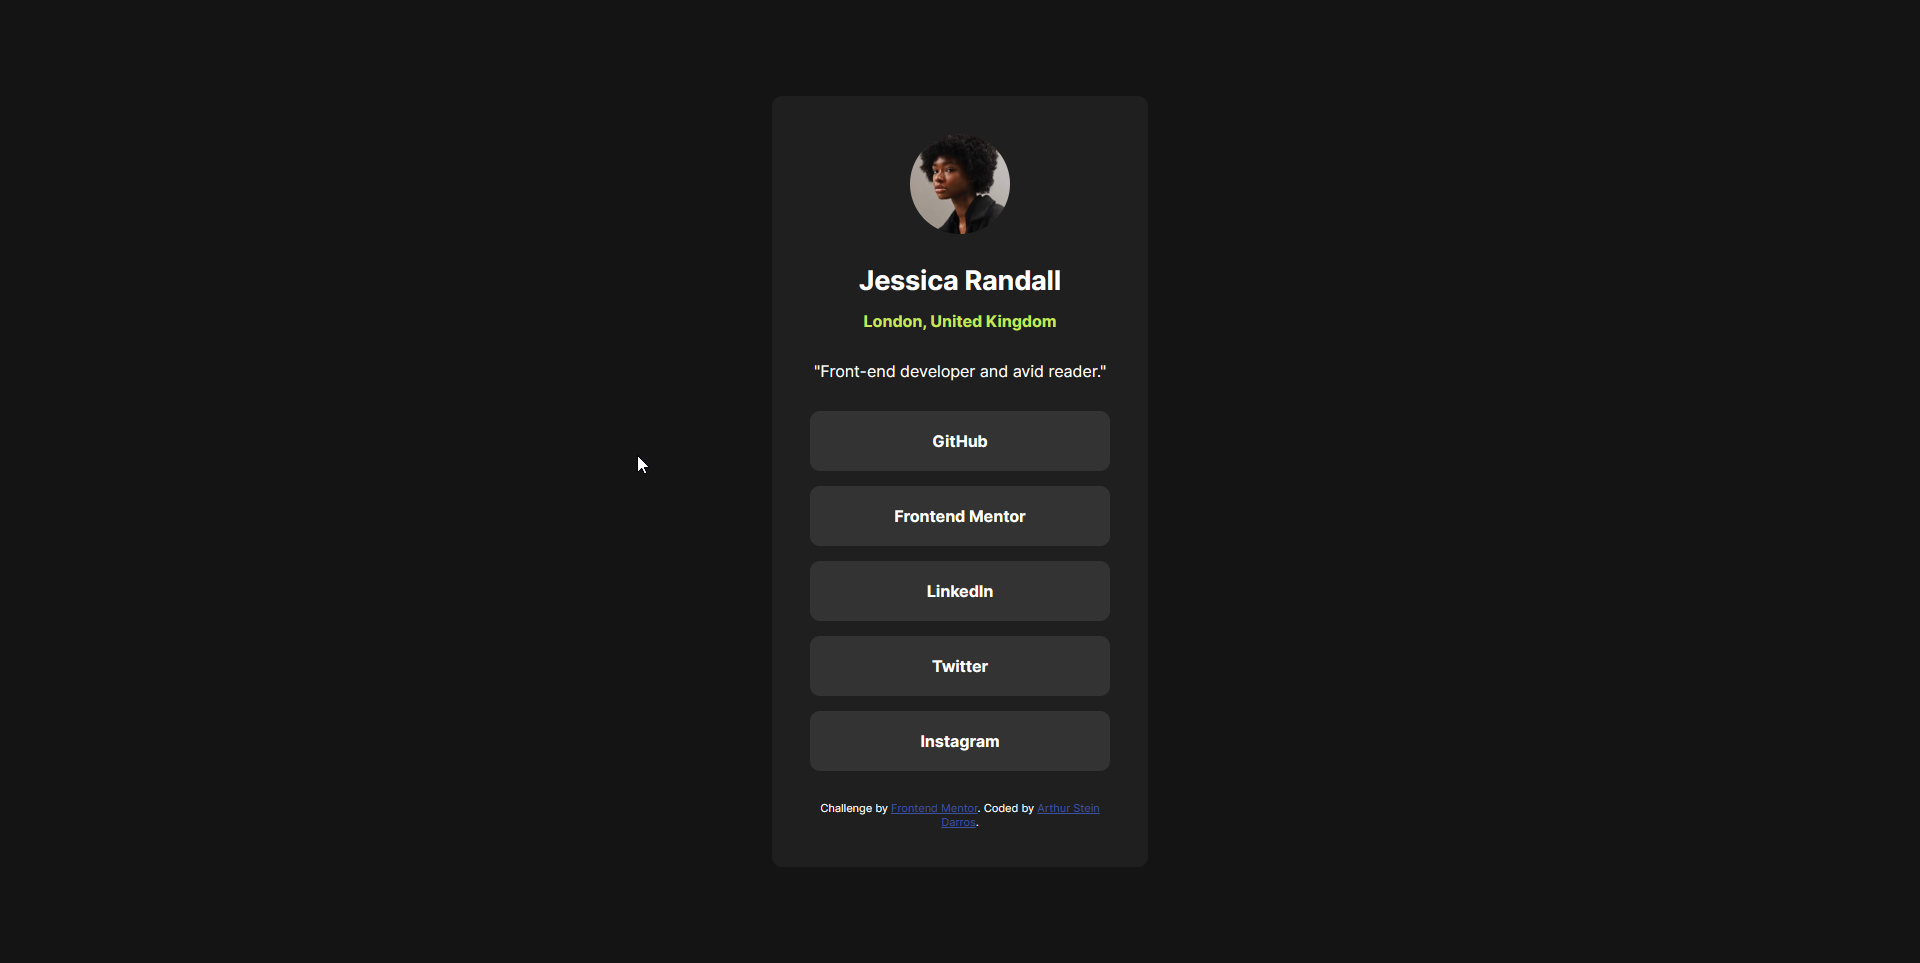 Jessica Randall
London, United Kingdom
"Front-end developer and avid reader."
GitHub
Frontend Mentor
LinkedIn
Twitter
Instagram
Challenge by Frontend Mentor. Coded by Arthur Stein
Darros.